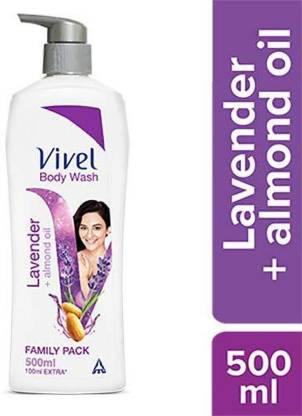 Vivel
Body Wash
Lavender
+ almond oil
FAMILY PACK
500ml
100ml EXTRA*
Lavender
+ almond oil
500
ml